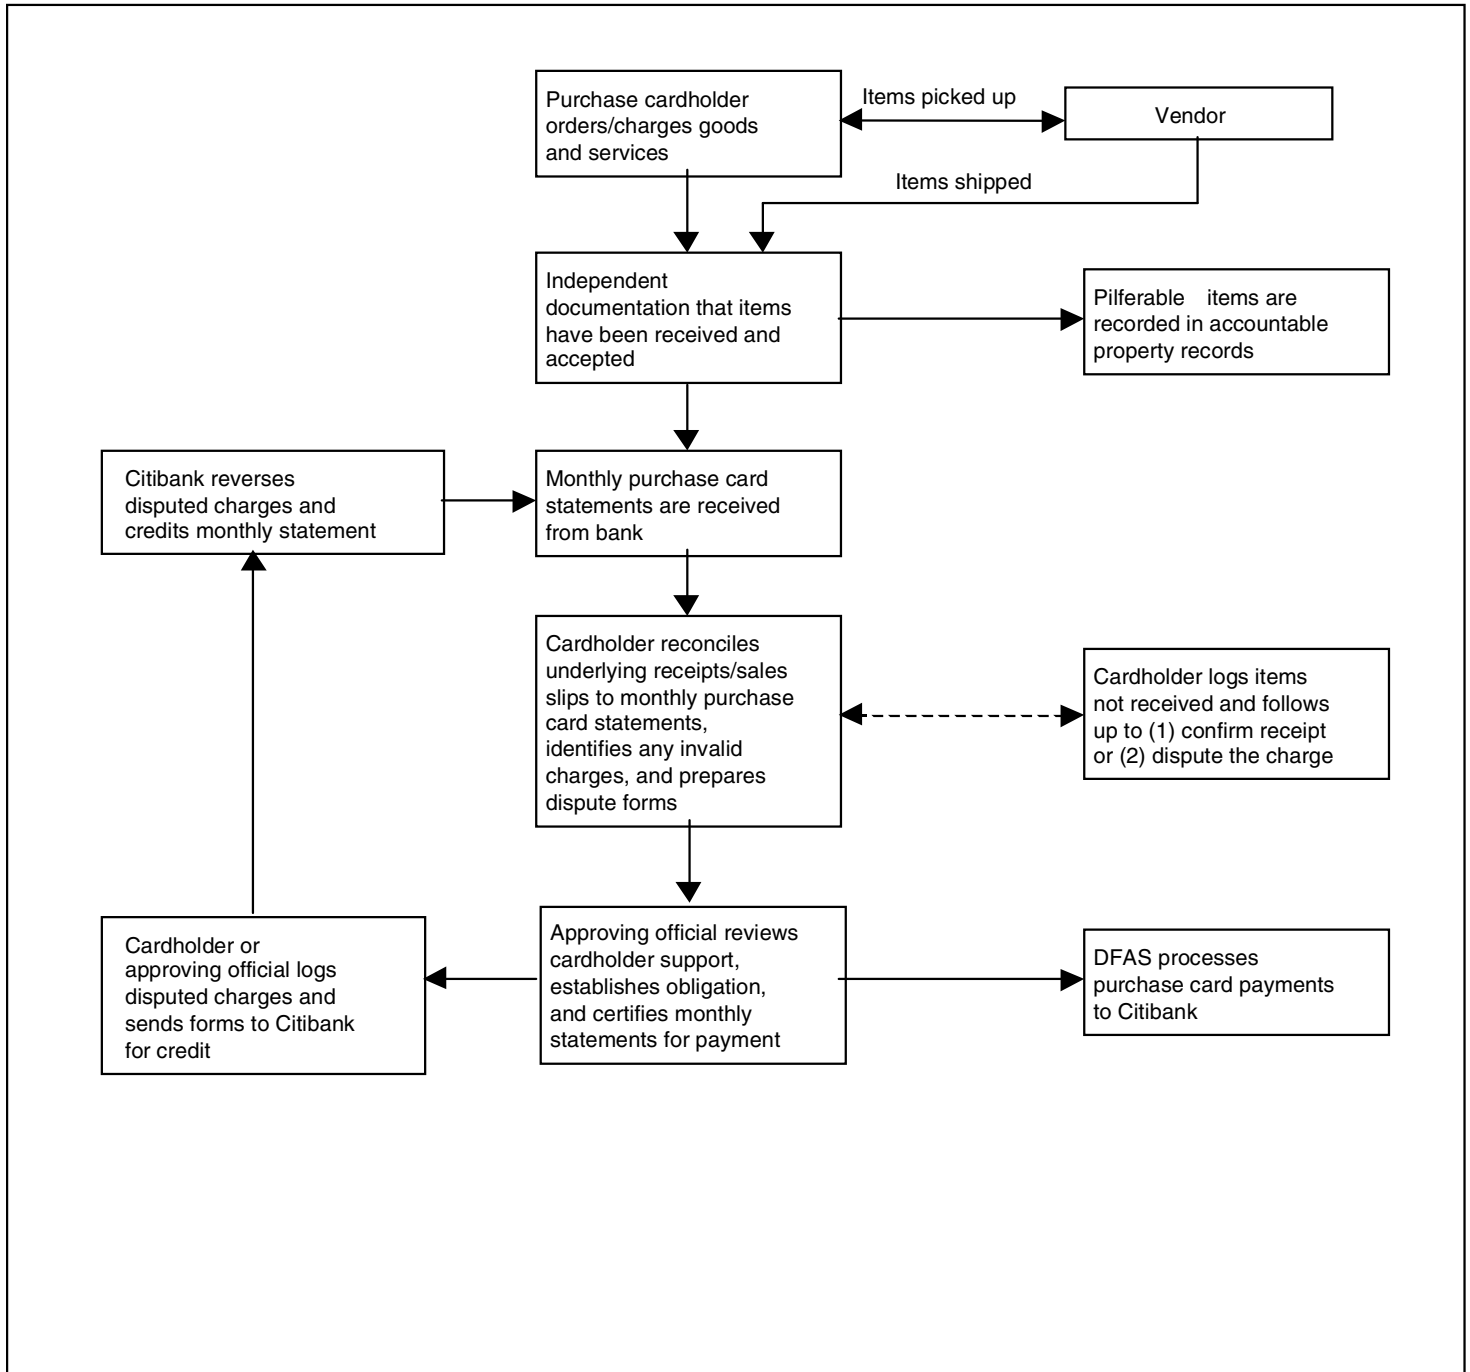 Purchase cardholder
orders/charges goods
and services
Items picked up
Vendor
Items shipped
Independent
documentation that items
have been received and
accepted
Pilferable items are
recorded in accountable
property records
Citibank reverses
disputed charges and
credits monthly statement
Monthly purchase card
statements are received
from bank
Cardholder reconciles
underlying receipts/sales
slips to monthly purchase
card statements,
identifies any invalid
charges, and prepares
dispute forms
Cardholder logs items
not received and follows
up to (1) confirm receipt
or (2) dispute the charge
Cardholder or
approving official logs
disputed charges and
sends forms to Citibank
for credit
Approving official reviews
cardholder support,
establishes obligation,
and certifies monthly
statements for payment
DFAS processes
purchase card payments
to Citibank